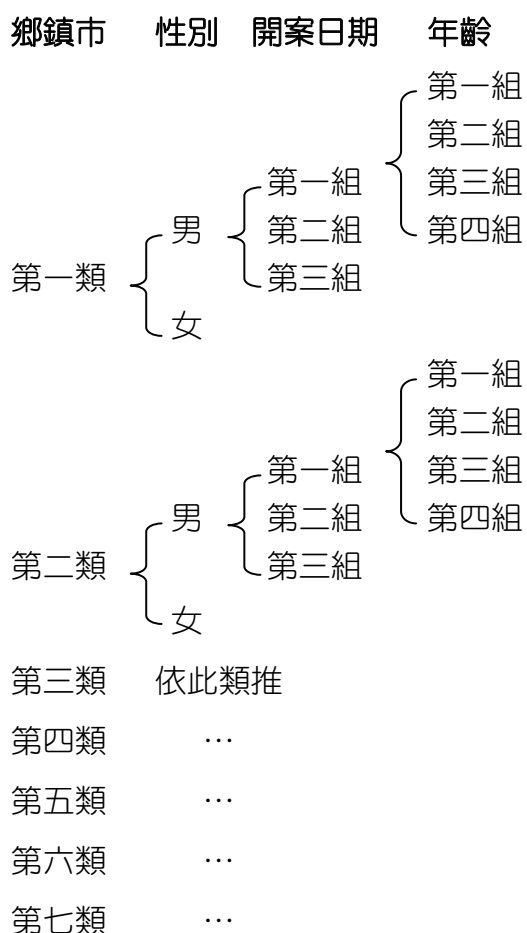 鄉鎮市 性別 開案日期 年齡
第一組
第二組
第一組 第三組
男 第二組 第四組
第一類 第三組
女
第一組
第二組
第一組 第三組
男 第二組 第四組
第二類 第三組
女
第三類 依此類推
第四類 …
第五類 …
第六類 …
第七類 …